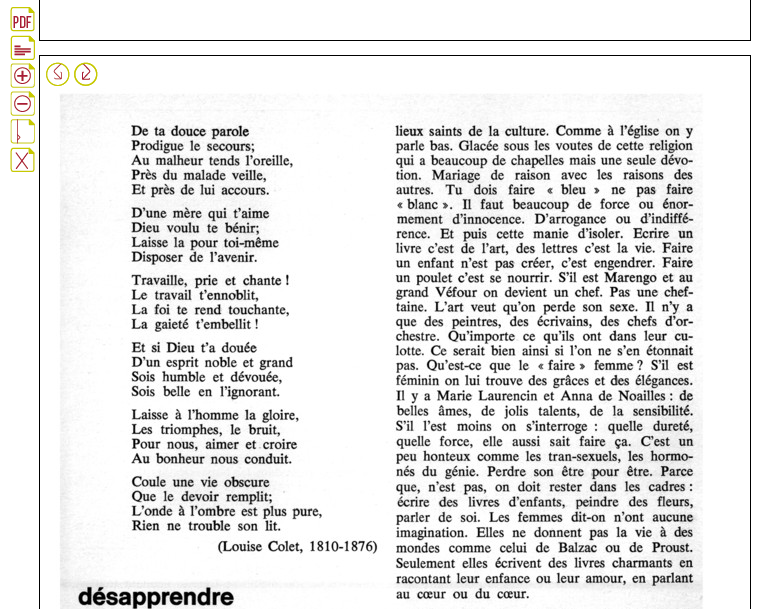 PDF
De ta douce parole
Prodigue le secours;
Au malheur tends l'oreille,
Près du malade veille,
Et près de lui accours.
D'une mère qui t'aime
Dieu voulu te bénir;
Laisse la pour toi-même
Disposer de l'avenir.
Travaille, prie et chante !
Le travail t'ennoblit,
La foi te rend touchante,
La gaieté t'embellit !
Et si Dieu t'a douée
D'un esprit noble et grand
Sois humble et dévouée,
Sois belle en l'ignorant.
Laisse à l'homme la gloire,
Les triomphes, le bruit,
Pour nous, aimer et croire
Au bonheur nous conduit.
Coule une vie obscure
Que le devoir remplit;
L'onde à l'ombre est plus pure,
Rien ne trouble son lit.
(Louise Colet, 1810-1876)
désapprendre
lieux saints de la culture. Comme à l'église on y
parle bas. Glacée sous les voutes de cette religion
qui a beaucoup de chapelles mais une seule dévo-
tion. Mariage de raison avec les raisons des
autres. Tu dois faire « bleu » ne pas faire
« blanc ». Il faut beaucoup de force ou énor-
mement d'innocence. D'arrogance ou d'indiffé-
rence. Et puis cette manie d'isoler. Ecrire un
livre c'est de l'art, des lettres c'est la vie. Faire
un enfant n'est pas créer, c'est engendrer. Faire
un poulet c'est se nourrir. S'il est Marengo et au
grand Véfour on devient un chef. Pas une chef-
taine. L'art veut qu'on perde son sexe. Il n'y a
que des peintres, des écrivains, des chefs d'or-
chestre. Qu'importe ce qu'ils ont dans leur cu-
lotte. Ce serait bien ainsi si l'on ne s'en étonnait
pas. Qu'est-ce que le « faire » femme ? S'il est
féminin on lui trouve des grâces et des élégances.
Il y a Marie Laurencin et Anna de Noailles : de
belles âmes, de jolis talents, de la sensibilité.
S'il l'est moins on s'interroge : quelle dureté,
quelle force, elle aussi sait faire ça. C'est un
peu honteux comme les tran-sexuels, les hormo-
nés du génie. Perdre son être pour être. Parce
que, n'est pas, on doit rester dans les cadres :
écrire des livres d'enfants, peindre des fleurs,
parler de soi. Les femmes dit-on n'ont aucune
imagination. Elles ne donnent pas la vie à des
mondes comme celui de Balzac ou de Proust.
Seulement elles écrivent des livres charmants en
racontant leur enfance ou leur amour, en parlant
au cœur ou du cœur.